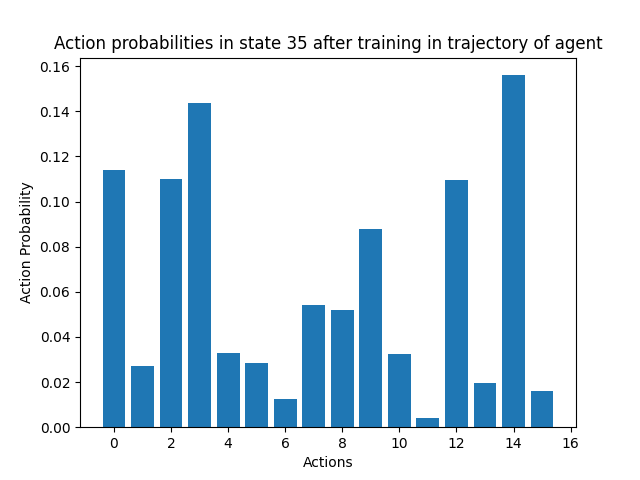 Action probabilities in state 35 after training in trajectory of agent
0.16
0.14
0.12
0.10
0.08
0.06
0.04
0.02
0.00
Action Probability
0 2 4 6 8 10 12 14 16
Actions